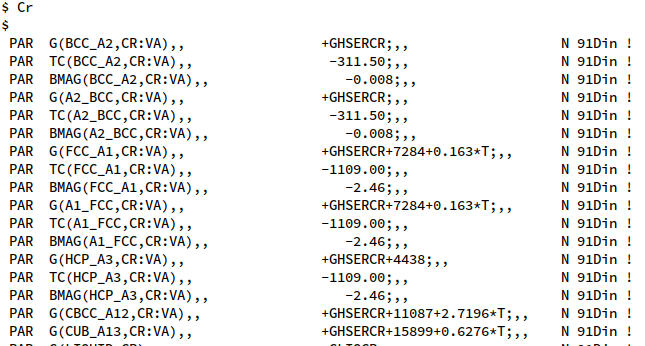 $ Cr
$
PAR  G(BCC_A2,CR:VA),,              +GHSERCR;,,                   N 91Din !
PAR  TC(BCC_A2,CR:VA),,              -311.50;,,                   N 91Din !
PAR  BMAG(BCC_A2,CR:VA),,              -0.008;,,                  N 91Din !
PAR  G(A2_BCC,CR:VA),,              +GHSERCR;,,                   N 91Din !
PAR  TC(A2_BCC,CR:VA),,              -311.50;,,                   N 91Din !
PAR  BMAG(A2_BCC,CR:VA),,              -0.008;,,                  N 91Din !
PAR  G(FCC_A1,CR:VA),,              +GHSERCR+7284+0.163*T;,,      N 91Din !
PAR  TC(FCC_A1,CR:VA),,             -1109.00;,,                   N 91Din !
PAR  BMAG(FCC_A1,CR:VA),,              -2.46;,,                   N 91Din !
PAR  G(A1_FCC,CR:VA),,              +GHSERCR+7284+0.163*T;,,      N 91Din !
PAR  TC(A1_FCC,CR:VA),,             -1109.00;,,                   N 91Din !
PAR  BMAG(A1_FCC,CR:VA),,              -2.46;,,                   N 91Din !
PAR  G(HCP_A3,CR:VA),,              +GHSERCR+4438;,,              N 91Din !
PAR  TC(HCP_A3,CR:VA),,             -1109.00;,,                   N 91Din !
PAR  BMAG(HCP_A3,CR:VA),,              -2.46;,,                   N 91Din !
PAR  G(CBCC_A12,CR:VA),,            +GHSERCR+11087+2.7196*T;,,    N 91Din !
PAR  G(CUB_A13,CR:VA),,             +GHSERCR+15899+0.6276*T;,,    N 91Din !